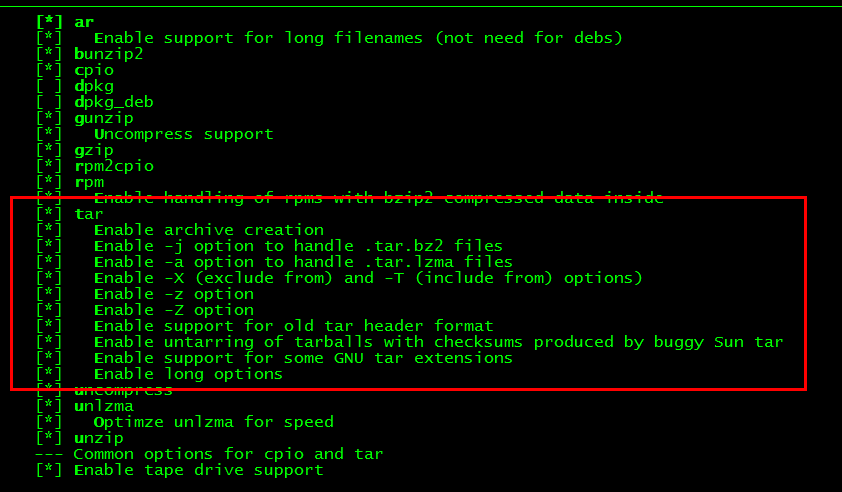 [*] ar
[*]   Enable support for long filenames (not need for debs)
[*] bunzip2
[*] cpio
[ ] dpkg
[ ] dpkg_deb
[*] gunzip
[*]   Uncompress support
[*] gzip
[*] rpm2cpio
[*] rpm
[*]   Enable handling of rpms with bzip2 compressed data inside
[*] tar
[*]   Enable archive creation
[*]   Enable -j option to handle .tar.bz2 files
[*]   Enable -a option to handle .tar.lzma files
[*]   Enable -X (exclude from) and -T (include from) options)
[*]   Enable -z option
[*]   Enable -Z option
[*]   Enable support for old tar header format
[*]   Enable untarring of tarballs with checksums produced by buggy Sun tar
[*]   Enable support for some GNU tar extensions
[*]   Enable long options
[*] uncompress
[*] unlzma
[*]   Optimze unlzma for speed
[*] unzip
--- Common options for cpio and tar
[*] Enable tape drive support